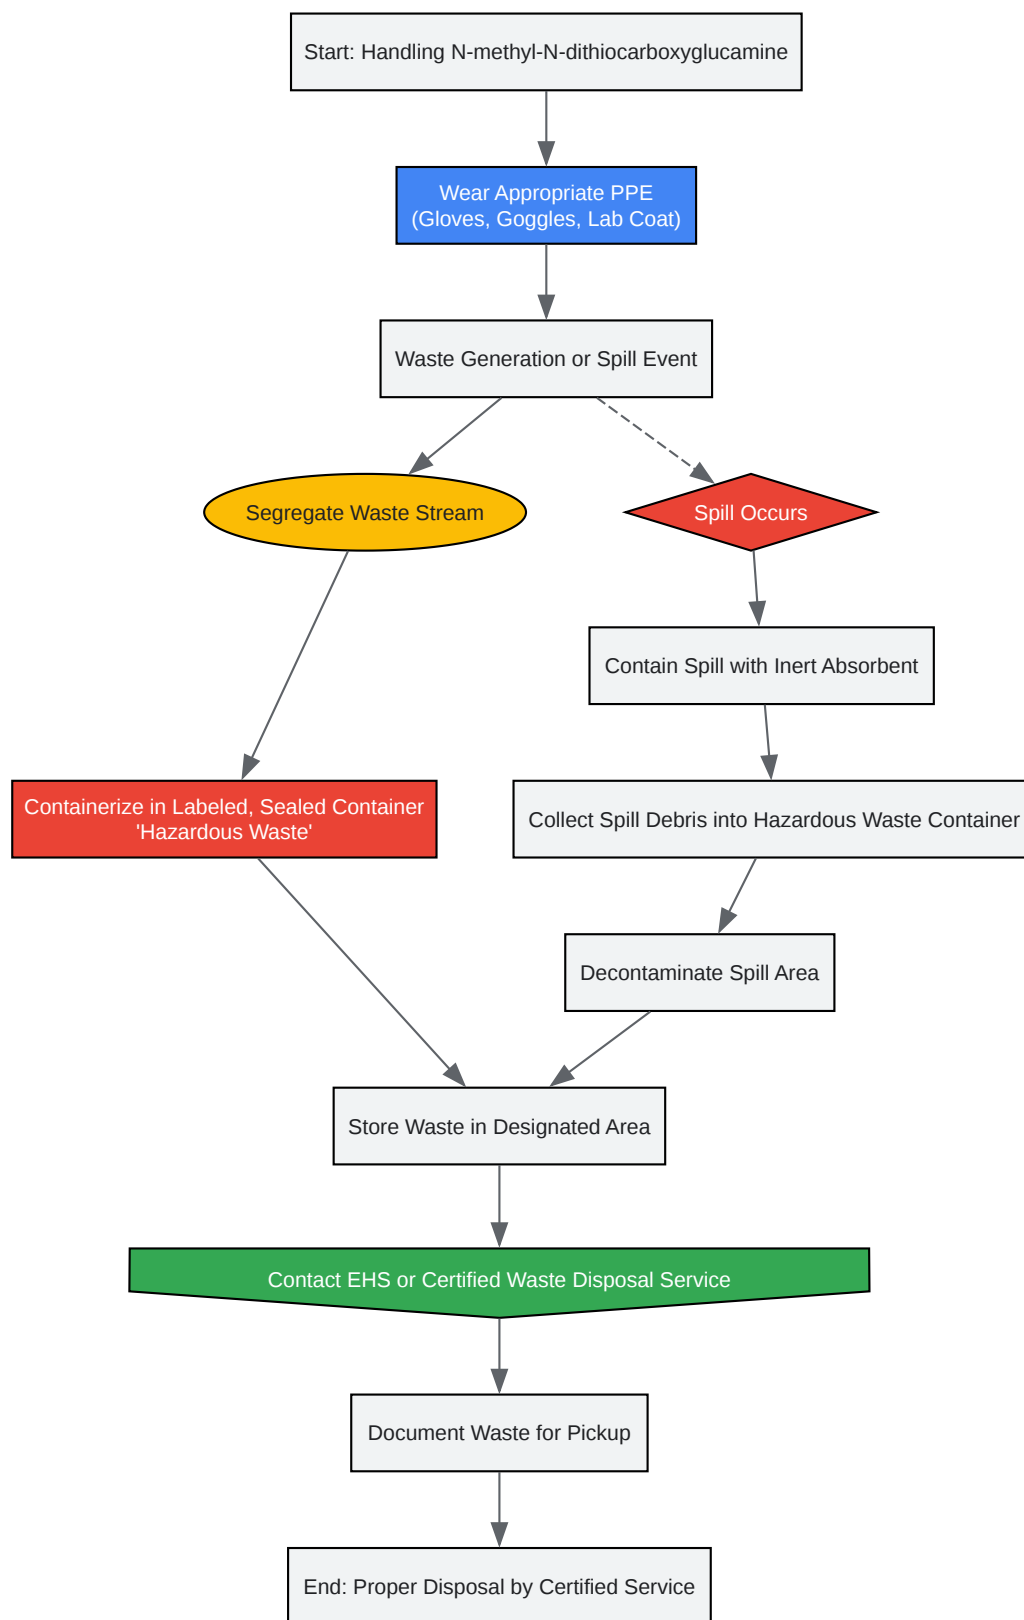 Start: Handling N-methyl-N-dithiocarboxyglucamine
Wear Appropriate PPE
(Gloves, Goggles, Lab Coat)
Waste Generation or Spill Event
Segregate Waste Stream
Spill Occurs
Contain Spill with Inert Absorbent
Containerize in Labeled, Sealed Container
'Hazardous Waste'
Collect Spill Debris into Hazardous Waste Container
Decontaminate Spill Area
Store Waste in Designated Area
Contact EHS or Certified Waste Disposal Service
Document Waste for Pickup
End: Proper Disposal by Certified Service